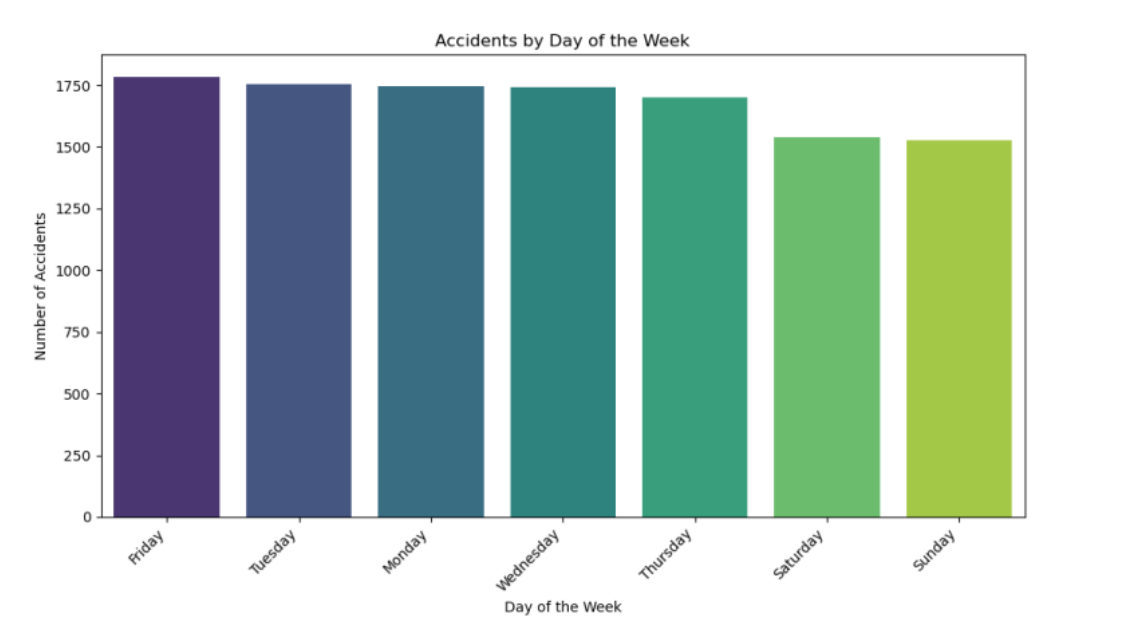 Accidents by Day of the Week
Number of Accidents
1750
1500
1250
1000
750
500
250
0
Friday
Tuesday
Monday
Wednesday
Thursday
Saturday
Sunday
Day of the Week